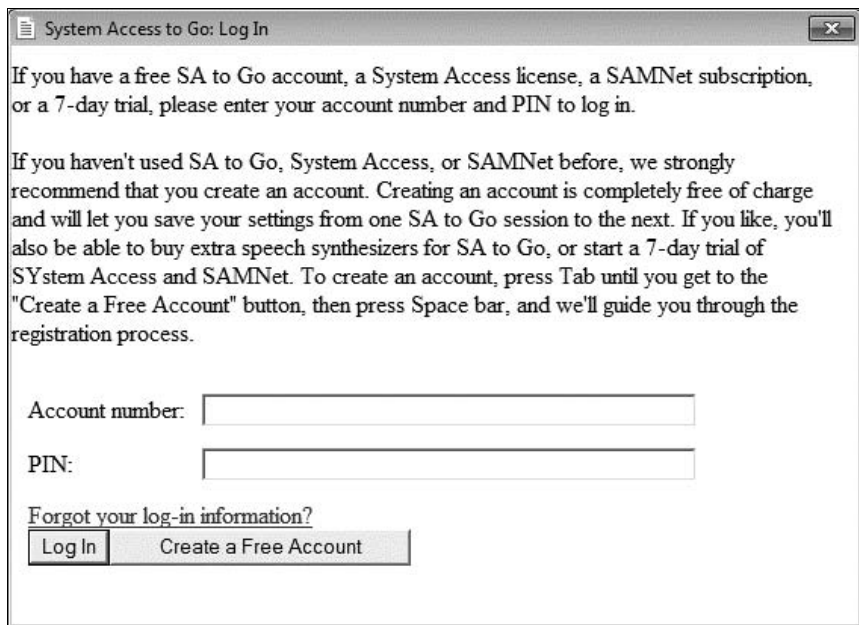 System Access to Go: Log In
If you have a free SA to Go account, a System Access license, a SAMNet subscription,
or a 7-day trial, please enter your account number and PIN to log in.
If you haven't used SA to Go, System Access, or SAMNet before, we strongly
recommend that you create an account. Creating an account is completely free of charge
and will let you save your settings from one SA to Go session to the next. If you like, you'll
also be able to buy extra speech synthesizers for SA to Go, or start a 7-day trial of
SYstem Access and SAMNet. To create an account, press Tab until you get to the
"Create a Free Account" button, then press Space bar, and we'll guide you through the
registration process.
Account number:
PIN:
Forgot your log-in information?
Log In Create a Free Account